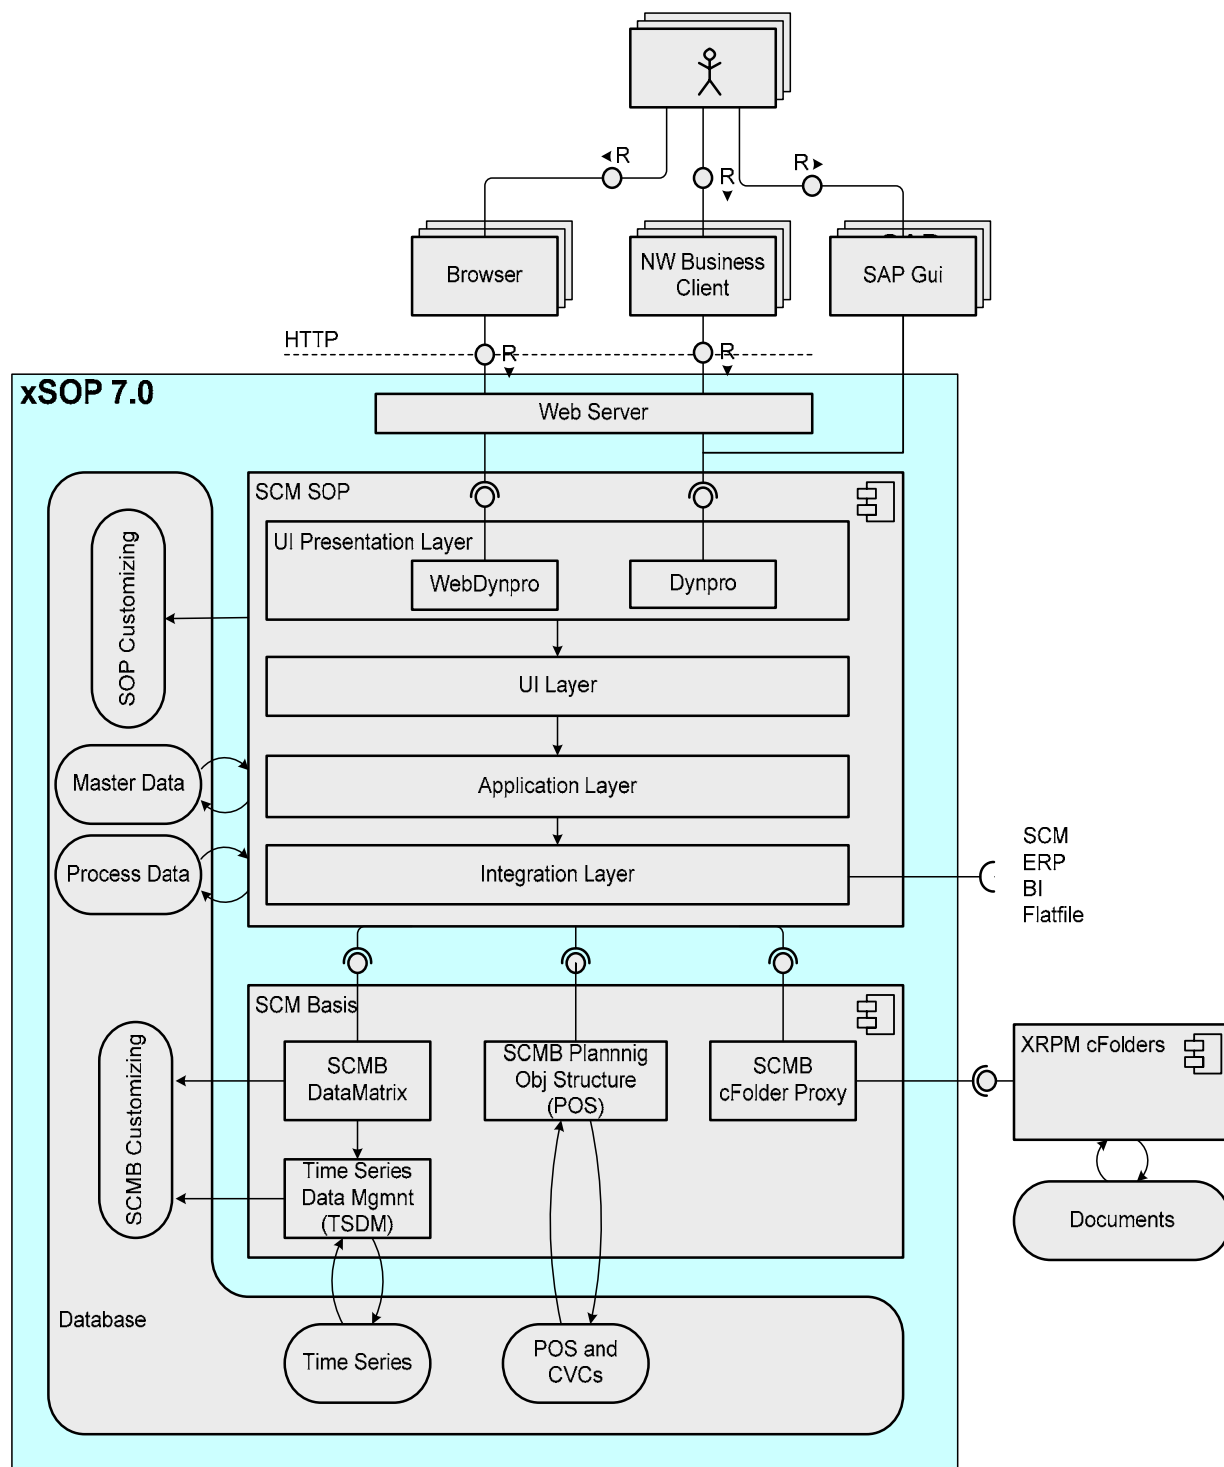 R
R
R
Browser
NW Business
Client
SAP Gui
HTTP
R
R
xSOP 7.0
Web Server
SCM SOP
UI Presentation Layer
WebDynpro
Dynpro
SOP Customizing
UI Layer
Master Data
Application Layer
Process Data
Integration Layer
SCM
ERP
BI
Flatfile
SCM Basis
SCMB Customizing
SCMB
DataMatrix
SCMB Plannnig
Obj Structure
(POS)
SCMB
cFolder Proxy
XRPM cFolders
Time Series
Data Mgmnt
(TSDM)
Documents
Database
Time Series
POS and
CVCs